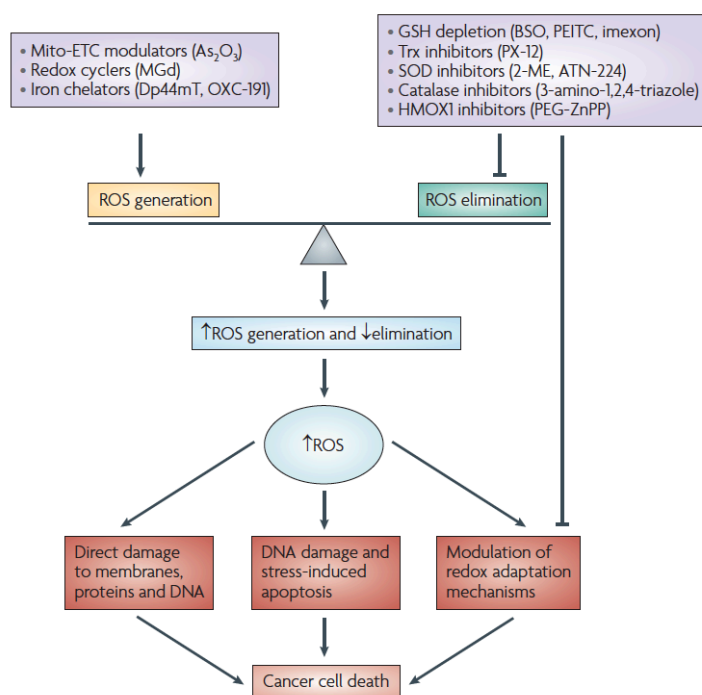 • Mito-ETC modulators (As₂O₃)
• Redox cyclers (MGd)
• Iron chelators (Dp44mT, OXC-191)
• GSH depletion (BSO, PEITC, imexon)
• Trx inhibitors (PX-12)
• SOD inhibitors (2-ME, ATN-224)
• Catalase inhibitors (3-amino-1,2,4-triazole)
• HMOX1 inhibitors (PEG-ZnPP)
ROS generation
ROS elimination
↑ROS generation and ↓elimination
↑ROS
Direct damage
to membranes,
proteins and DNA
DNA damage and
stress-induced
apoptosis
Modulation of
redox adaptation
mechanisms
Cancer cell death